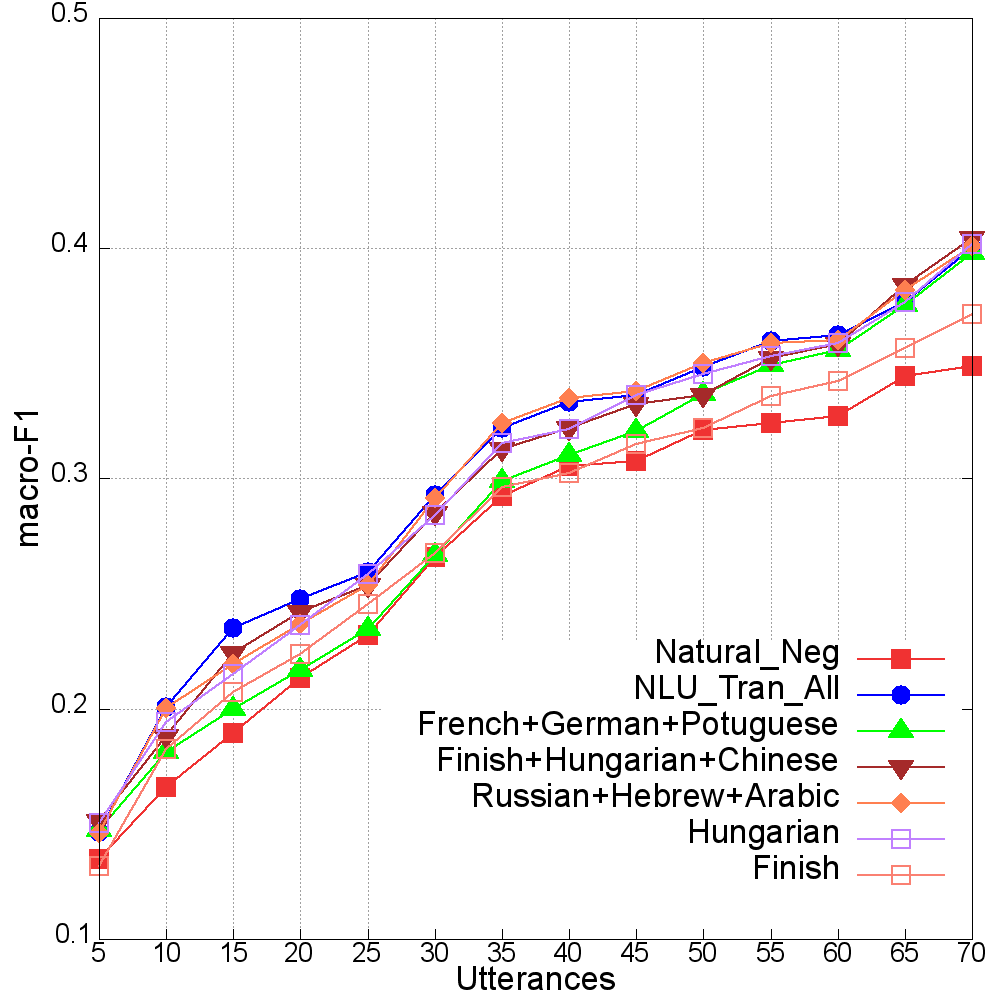 0.5
0.4
0.3
0.2
0.1
macro-F1
Natural_Neg
NLU_Tran_All
French+German+Potuguese
Finish+Hungarian+Chinese
Russian+Hebrew+Arabic
Hungarian
Finish
5 10 15 20 25 30 35 40 45 50 55 60 65 70
Utterances